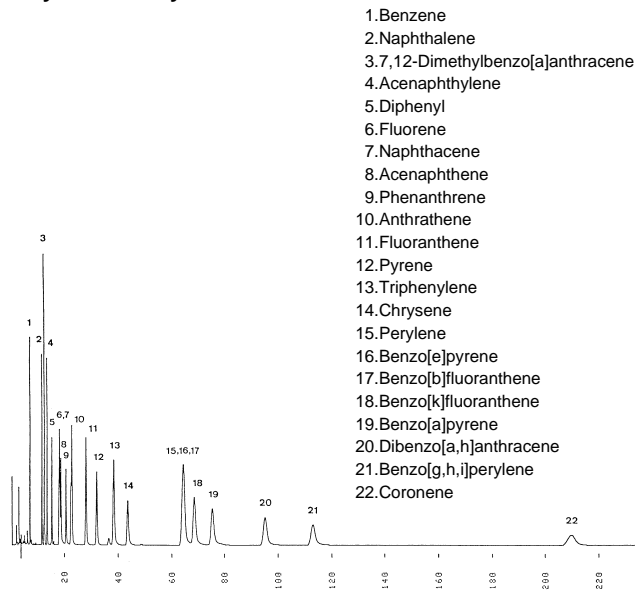 1.Benzene
2.Naphthalene
3.7,12-Dimethylbenzo[a]anthracene
4.Acenaphthylene
5.Diphenyl
6.Fluorene
7.Naphthacene
8.Acenaphthene
9.Phenanthrene
10.Anthrathene
11.Fluoranthene
12.Pyrene
13.Triphenylene
14.Chrysene
15.Perylene
16.Benzo[e]pyrene
17.Benzo[b]fluoranthene
18.Benzo[k]fluoranthene
19.Benzo[a]pyrene
20.Dibenzo[a,h]anthracene
21.Benzo[g,h,i]perylene
22.Coronene
3
1
2
4
5
6,7
8
9
10
11
12
13
14
15,16,17
18
19
20
21
22
20
40
60
80
100
120
140
160
180
200
220